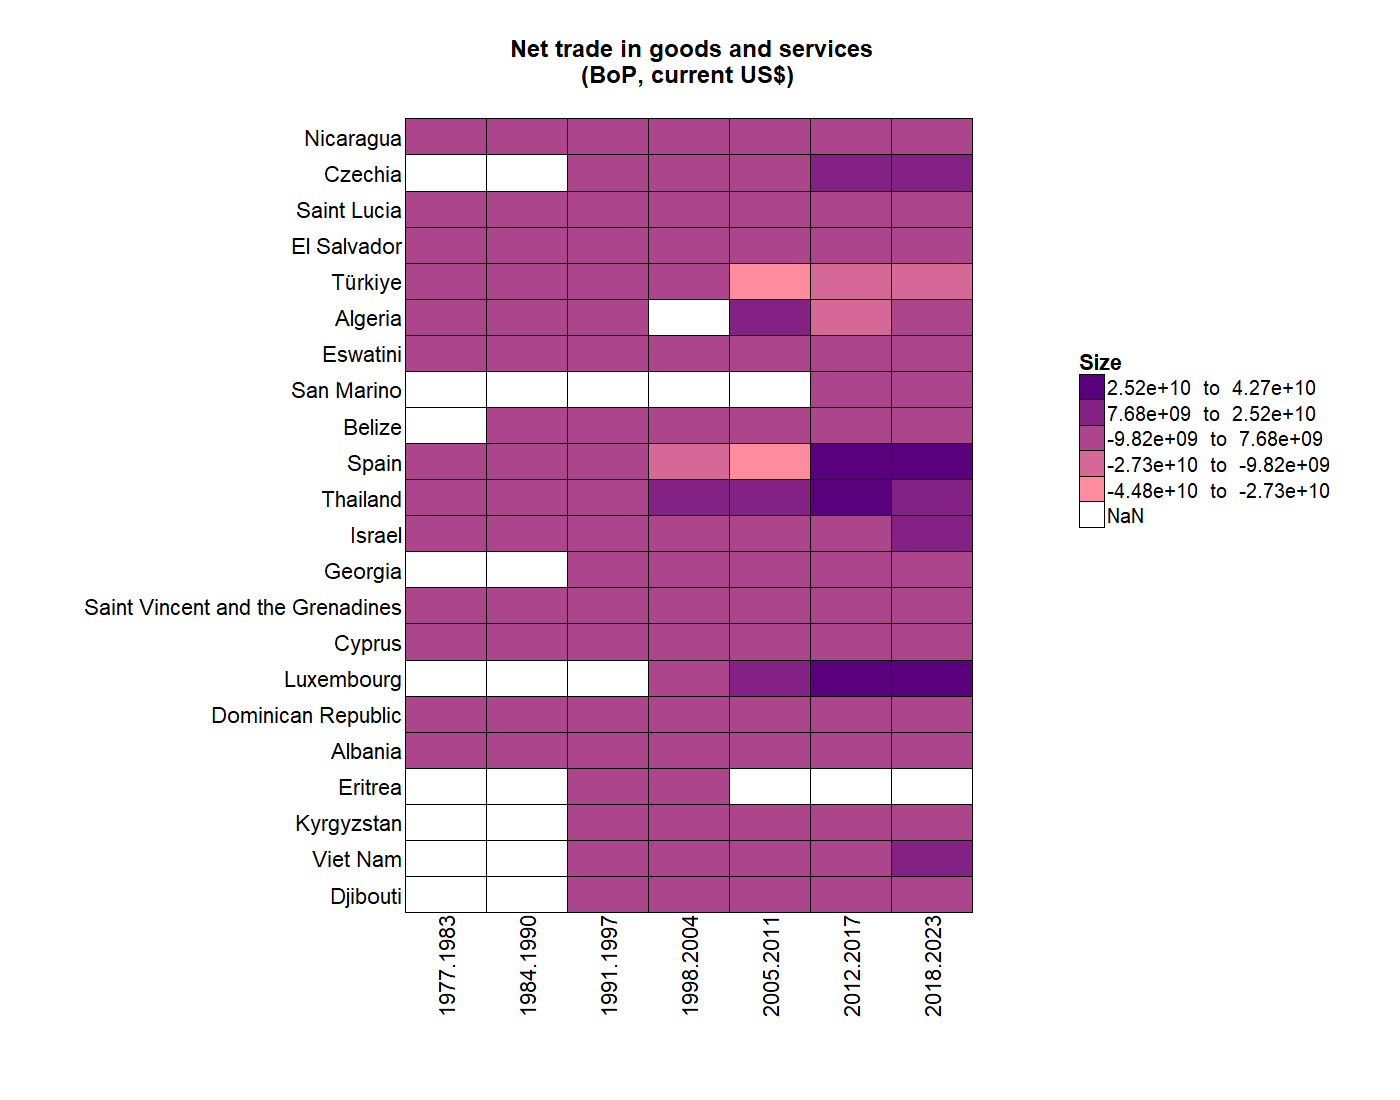 Net trade in goods and services
(BoP, current US$)
Nicaragua
Czechia
Saint Lucia
El Salvador
Türkiye
Algeria
Eswatini
San Marino
Belize
Spain
Thailand
Israel
Georgia
Saint Vincent and the Grenadines
Cyprus
Luxembourg
Dominican Republic
Albania
Eritrea
Kyrgyzstan
Viet Nam
Djibouti
1977.1983
1984.1990
1991.1997
1998.2004
2005.2011
2012.2017
2018.2023
Size
2.52e+10 to 4.27e+10
7.68e+09 to 2.52e+10
-9.82e+09 to 7.68e+09
-2.73e+10 to -9.82e+09
-4.48e+10 to -2.73e+10
NaN